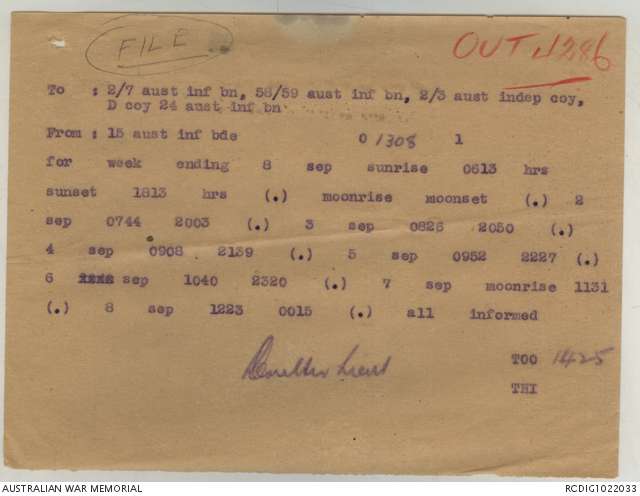 FILE
OUT J286
To : 2/7 aust inf bn, 58/59 aust inf bn, 2/3 aust indep coy,
D coy 24 aust inf bn
From : 15 aust inf bde O 1308 1
for week ending 8 sep sunrise 0613 hrs
sunset 1813 hrs (.) moonrise moonset (.) 2
sep 0744 2003 (.) 3 sep 0826 2050 (.)
4 sep 0908 2139 (.) 5 sep 0952 2227 (.)
6 sep 1040 2320 (.) 7 sep moonrise 1131
(.) 8 sep 1223 0015 (.) all informed
Lieut
TOO 1425
THI
AUSTRALIAN WAR MEMORIAL
RCDIG1022033